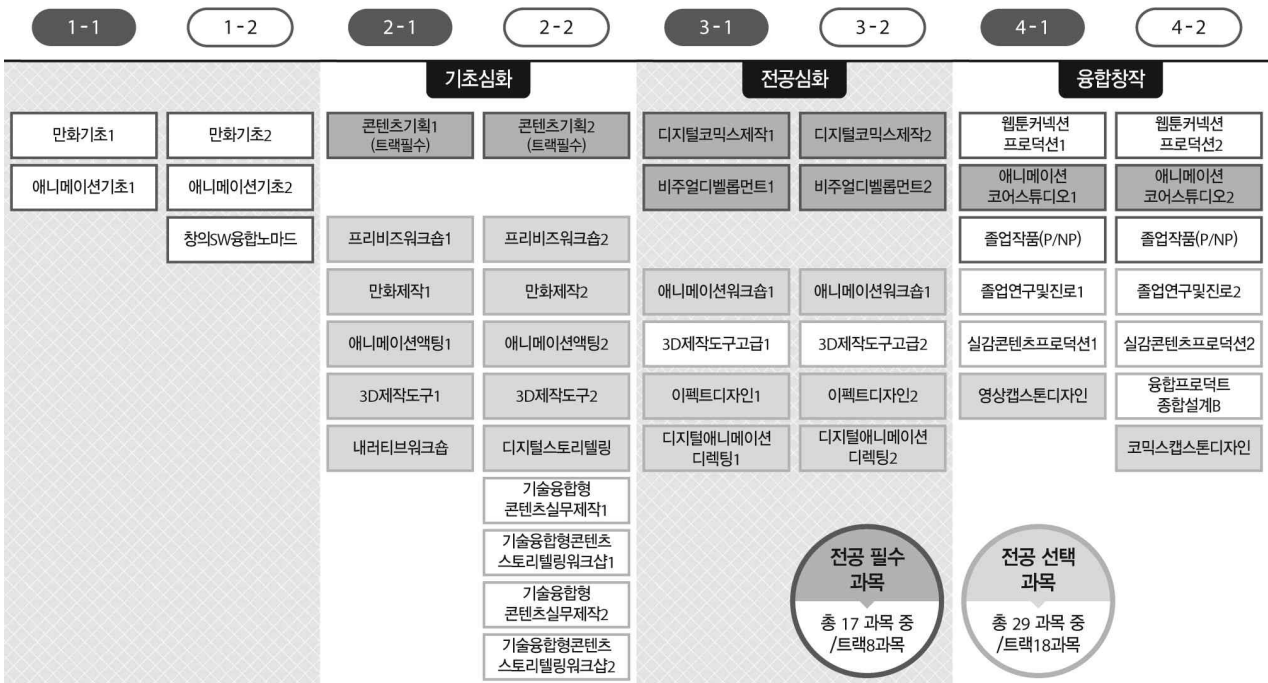 1-1
1-2
2-1
2-2
3-1
3-2
4-1
4-2
기초심화
전공심화
융합창작
만화기초1
만화기초2
콘텐츠기획1
(트랙필수)
콘텐츠기획2
(트랙필수)
디지털코믹스제작1
디지털코믹스제작2
웹툰커넥션
프로덕션1
웹툰커넥션
프로덕션2
애니메이션기초1
애니메이션기초2
비주얼디벨롭먼트1
비주얼디벨롭먼트2
애니메이션
코어스튜디오1
애니메이션
코어스튜디오2
창의SW융합노마드
프리비즈워크숍1
프리비즈워크숍2
졸업작품(P/NP)
졸업작품(P/NP)
만화제작1
만화제작2
애니메이션워크숍1
애니메이션워크숍1
졸업연구및진로1
졸업연구및진로2
애니메이션액팅1
애니메이션액팅2
3D제작도구고급1
3D제작도구고급2
실감콘텐츠프로덕션1
실감콘텐츠프로덕션2
3D제작도구1
3D제작도구2
이펙트디자인1
이펙트디자인2
영상캡스톤디자인
융합프로덕트
종합설계B
내러티브워크숍
디지털스토리텔링
디지털애니메이션
디렉팅1
디지털애니메이션
디렉팅2
코믹스캡스톤디자인
기술융합형
콘텐츠실무제작1
기술융합형콘텐츠
스토리텔링워크샵1
기술융합형
콘텐츠실무제작2
기술융합형콘텐츠
스토리텔링워크샵2
전공 필수
과목
총 17 과목 중
/트랙8과목
전공 선택
과목
총 29 과목 중
/트랙18과목